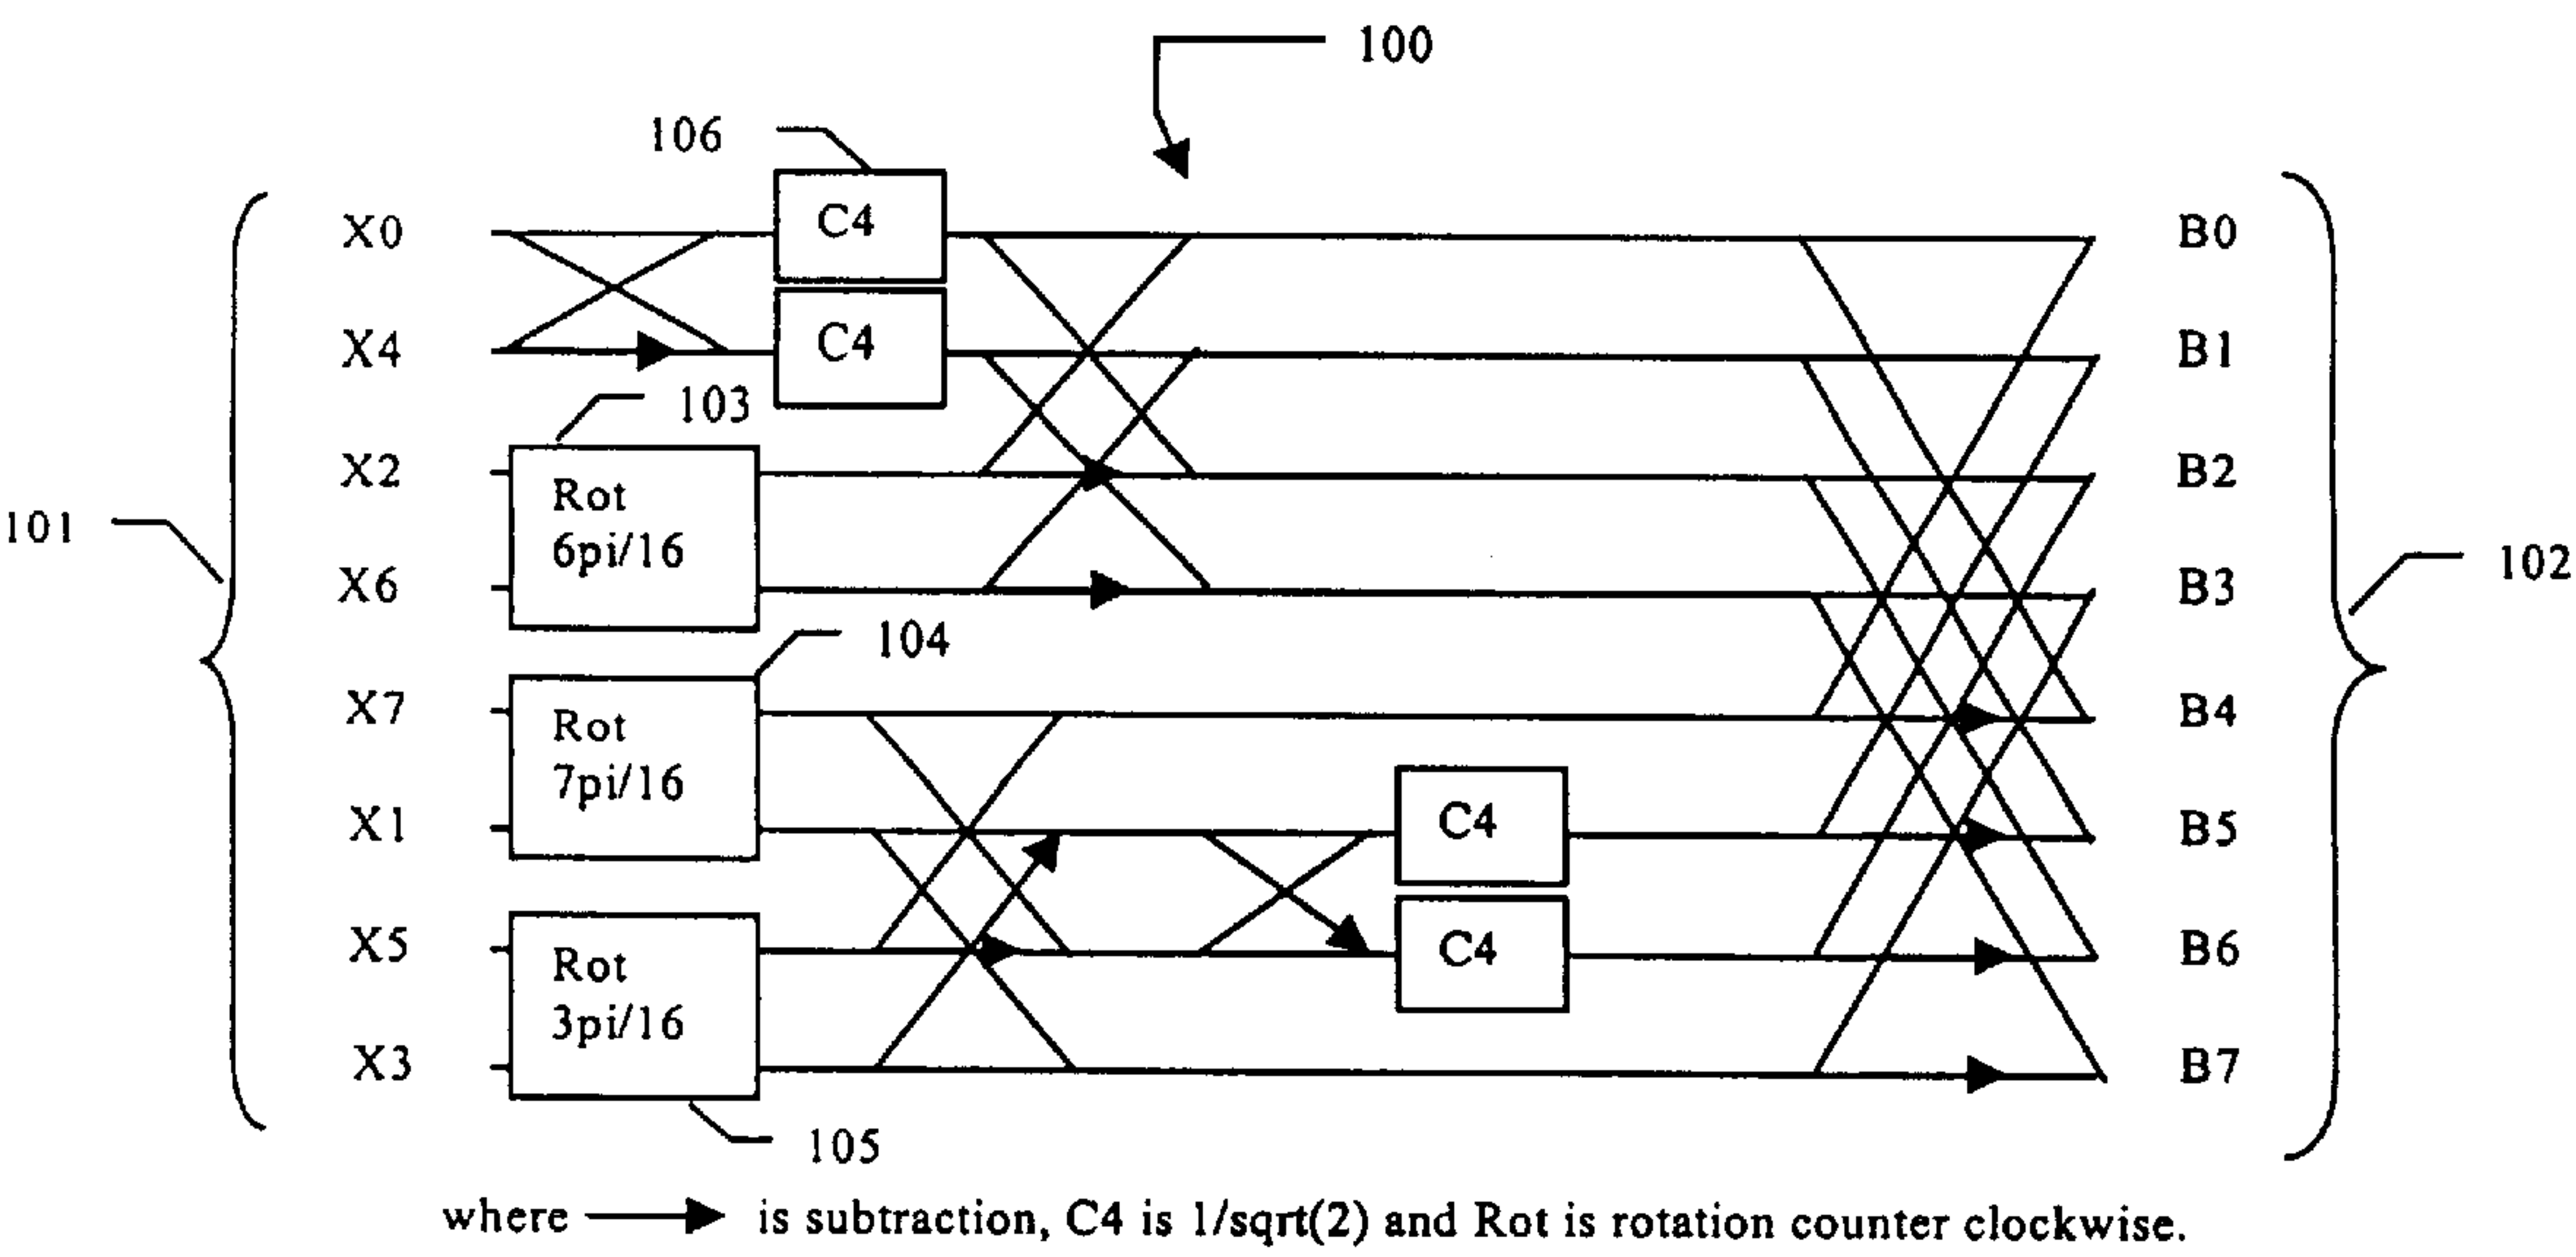 100
106
C4
X0
B0
C4
X4
B1
103
X2
Rot
6pi/16
B2
101
X6
B3
102
104
X7
Rot
7pi/16
B4
X1
C4
B5
X5
Rot
3pi/16
C4
B6
X3
B7
105
where is subtraction, C4 is 1/sqrt(2) and Rot is rotation counter clockwise.